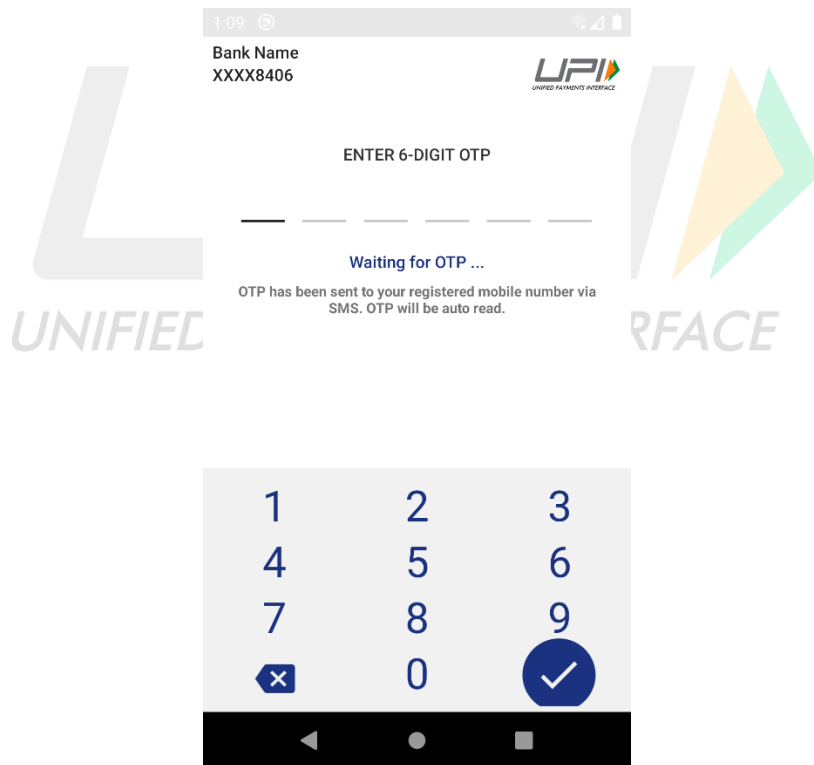 1:09
Bank Name
XXXX8406
UPI
UNIFIED PAYMENTS INTERFACE
ENTER 6-DIGIT OTP
Waiting for OTP ...
OTP has been sent to your registered mobile number via
SMS. OTP will be auto read.
UNIFIED RFACE
1 2 3
4 5 6
7 8 9
0